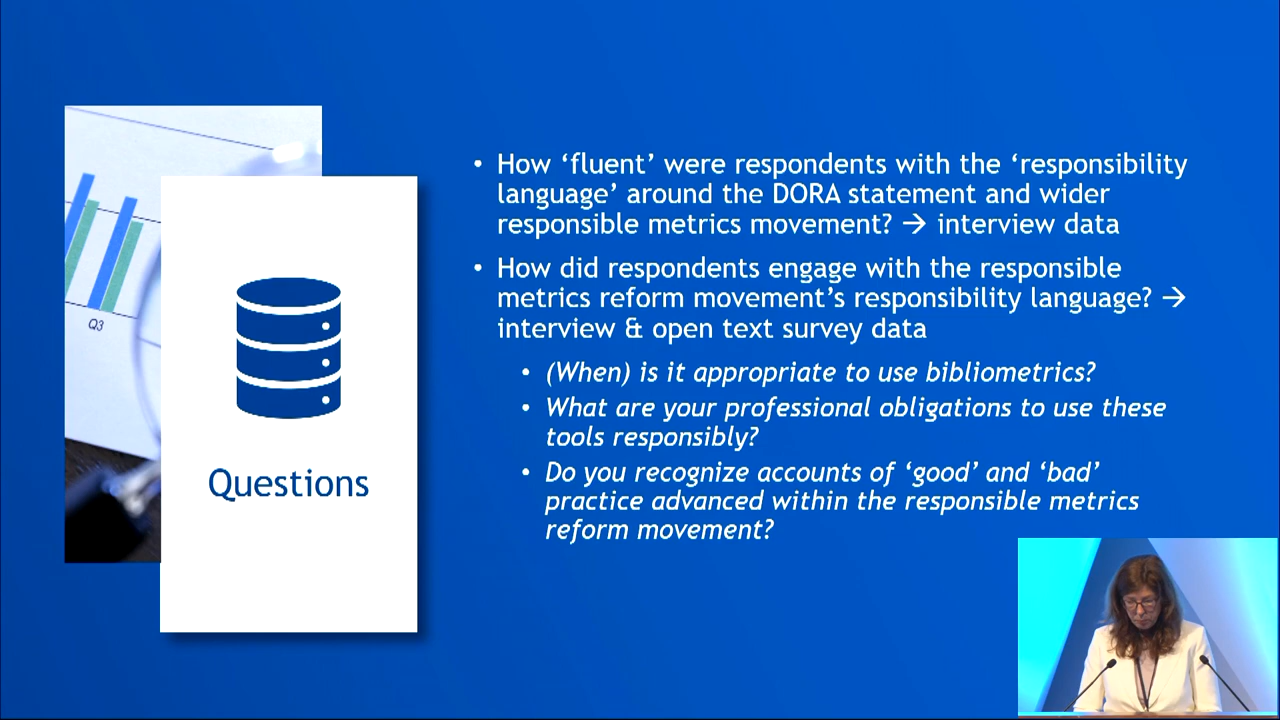 Q3
Questions
• How ‘fluent’ were respondents with the ‘responsibility
language’ around the DORA statement and wider
responsible metrics movement? → interview data
• How did respondents engage with the responsible
metrics reform movement’s responsibility language? →
interview & open text survey data
• (When) is it appropriate to use bibliometrics?
• What are your professional obligations to use these
tools responsibly?
• Do you recognize accounts of ‘good’ and ‘bad’
practice advanced within the responsible metrics
reform movement?